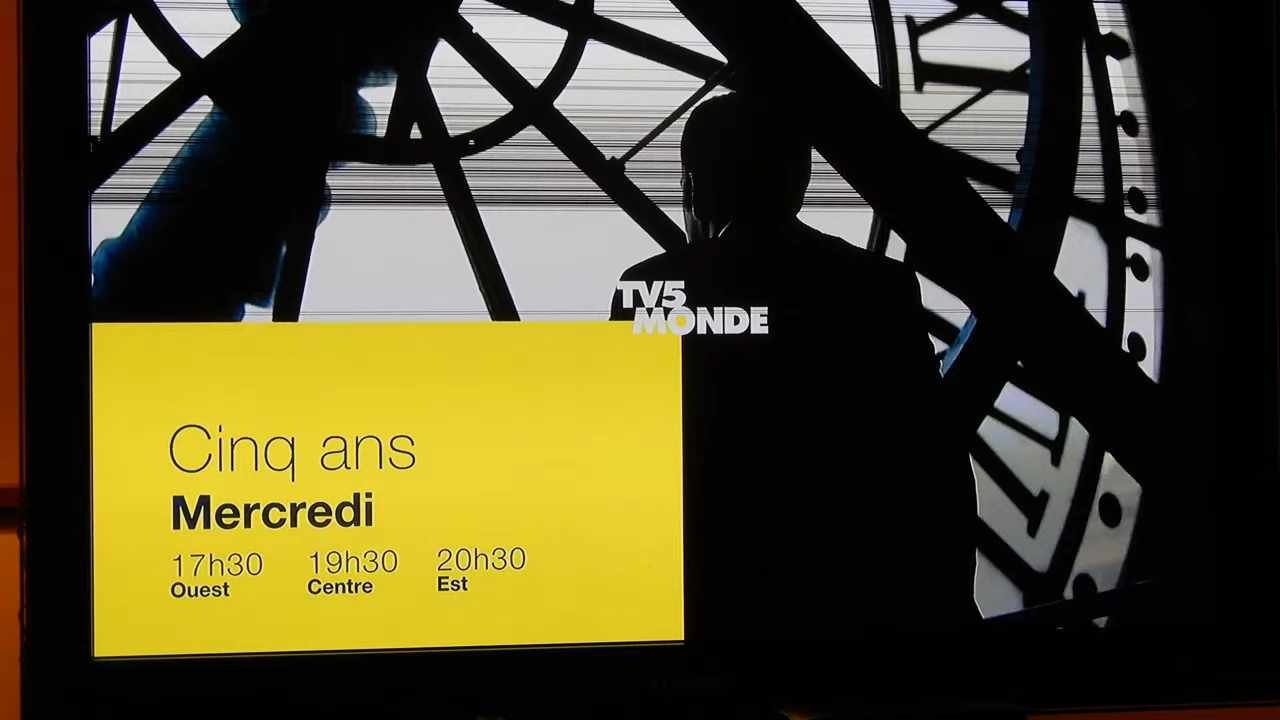 TV5
MONDE
Cinq ans
Mercredi
17h30 19h30 20h30
Ouest Centre Est